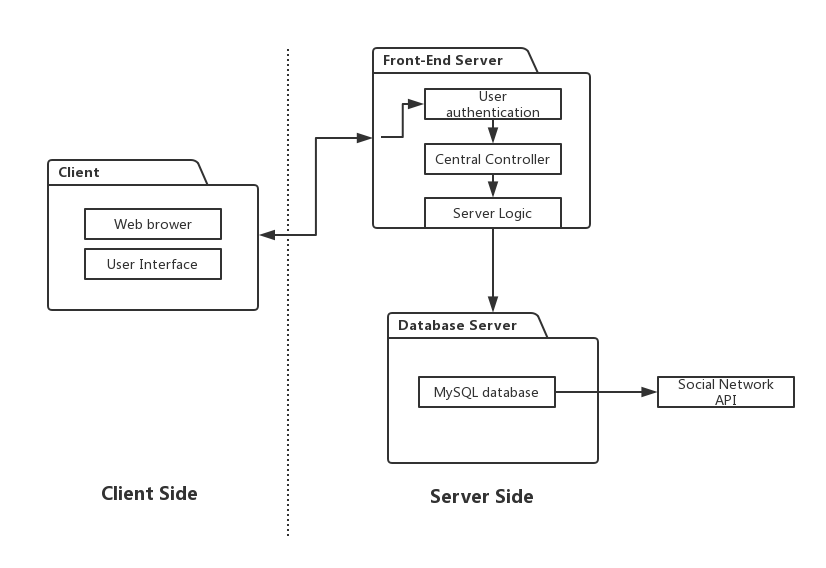 Front-End Server
User
authentication
Central Controller
Server Logic
Client
Web brower
User Interface
Database Server
MySQL database
Social Network
API
Client Side
Server Side